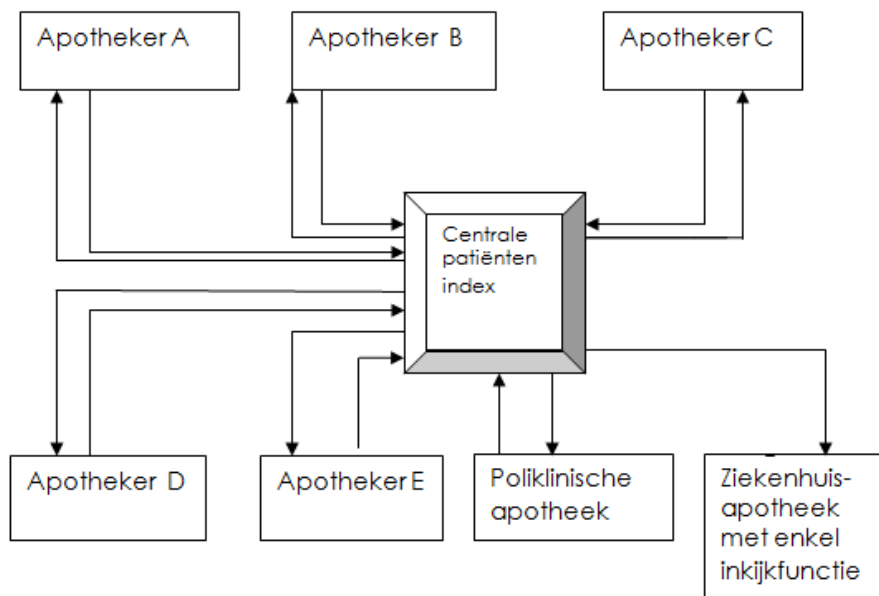 Apotheker A
Apotheker B
Apotheker C
Centrale
patiënten
index
Apotheker D
Apotheker E
Poliklinische
apotheek
Ziekenhuis-
apotheek
met enkel
inkijkfunctie